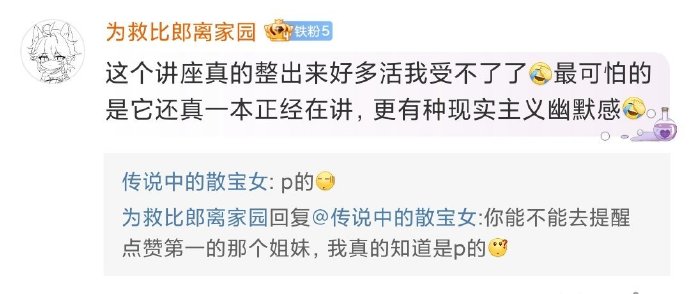 为救比郎离家园 铁粉5
这个讲座真的整出来好多活我受不了了🤣最可怕的
是它还真一本正经在讲，更有种现实主义幽默感🤣
传说中的散宝女: p的
为救比郎离家园回复@传说中的散宝女:你能不能去提醒
点赞第一的那个姐妹，我真的知道是p的